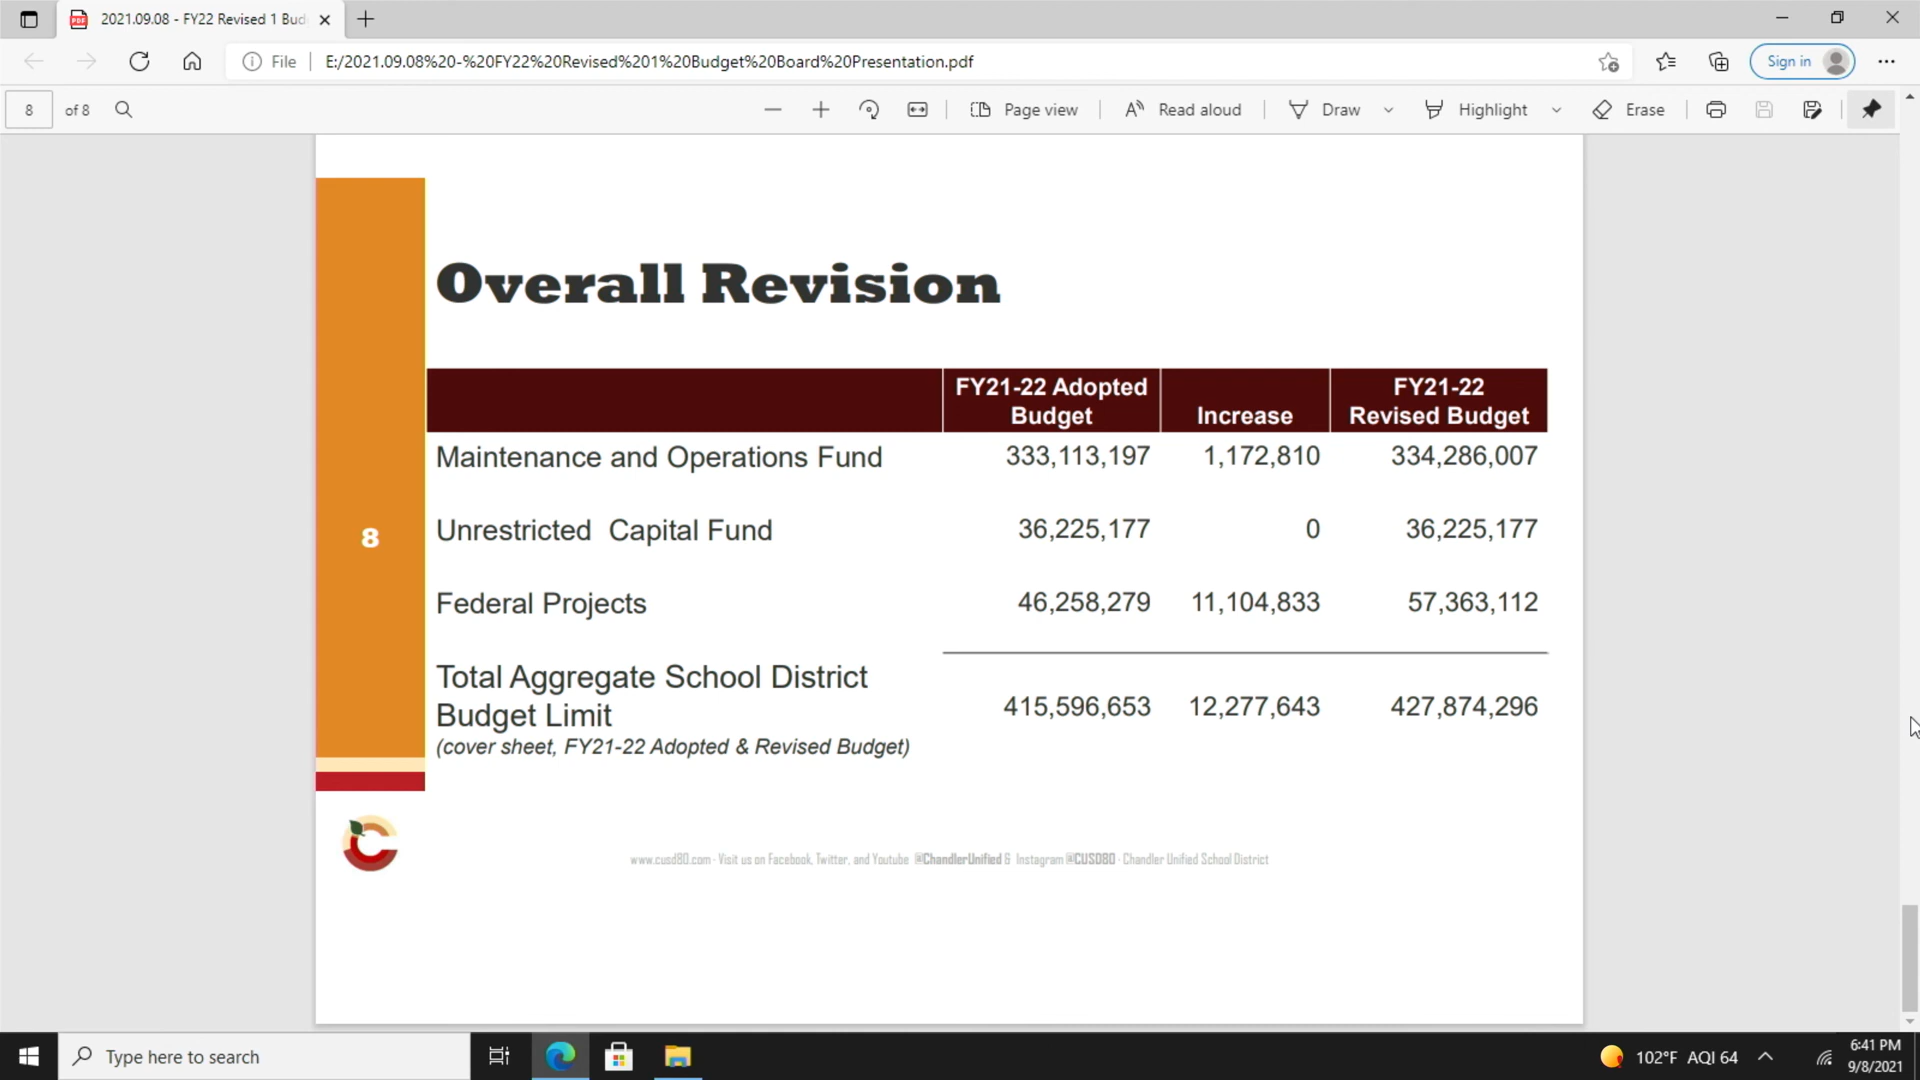 2021.09.08 - FY22 Revised 1 Bud
File
E:/2021.09.08%20-%20FY22%20Revised%201%20Budget%20Board%20Presentation.pdf
Sign in
8 of 8
Page view
Read aloud
Draw
Highlight
Erase
Overall Revision
FY21-22 Adopted Budget
Increase
FY21-22 Revised Budget
Maintenance and Operations Fund 333,113,197 1,172,810 334,286,007
Unrestricted Capital Fund 36,225,177 0 36,225,177
8
Federal Projects 46,258,279 11,104,833 57,363,112
Total Aggregate School District
Budget Limit 415,596,653 12,277,643 427,874,296
(cover sheet, FY21-22 Adopted & Revised Budget)
www.cusd80.com · Visit us on Facebook, Twitter, and Youtube @ChandlerUnified & Instagram @CUSD80 · Chandler Unified School District
Type here to search
102°F AQI 64
6:41 PM
9/8/2021